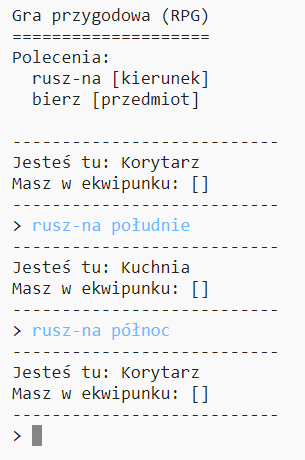 Gra przygodowa (RPG)
====================
Polecenia:
  rusz-na [kierunek]
  bierz [przedmiot]

---------------------------
Jesteś tu: Korytarz
Masz w ekwipunku: []
---------------------------
> rusz-na południe
---------------------------
Jesteś tu: Kuchnia
Masz w ekwipunku: []
---------------------------
> rusz-na północ
---------------------------
Jesteś tu: Korytarz
Masz w ekwipunku: []
---------------------------
>